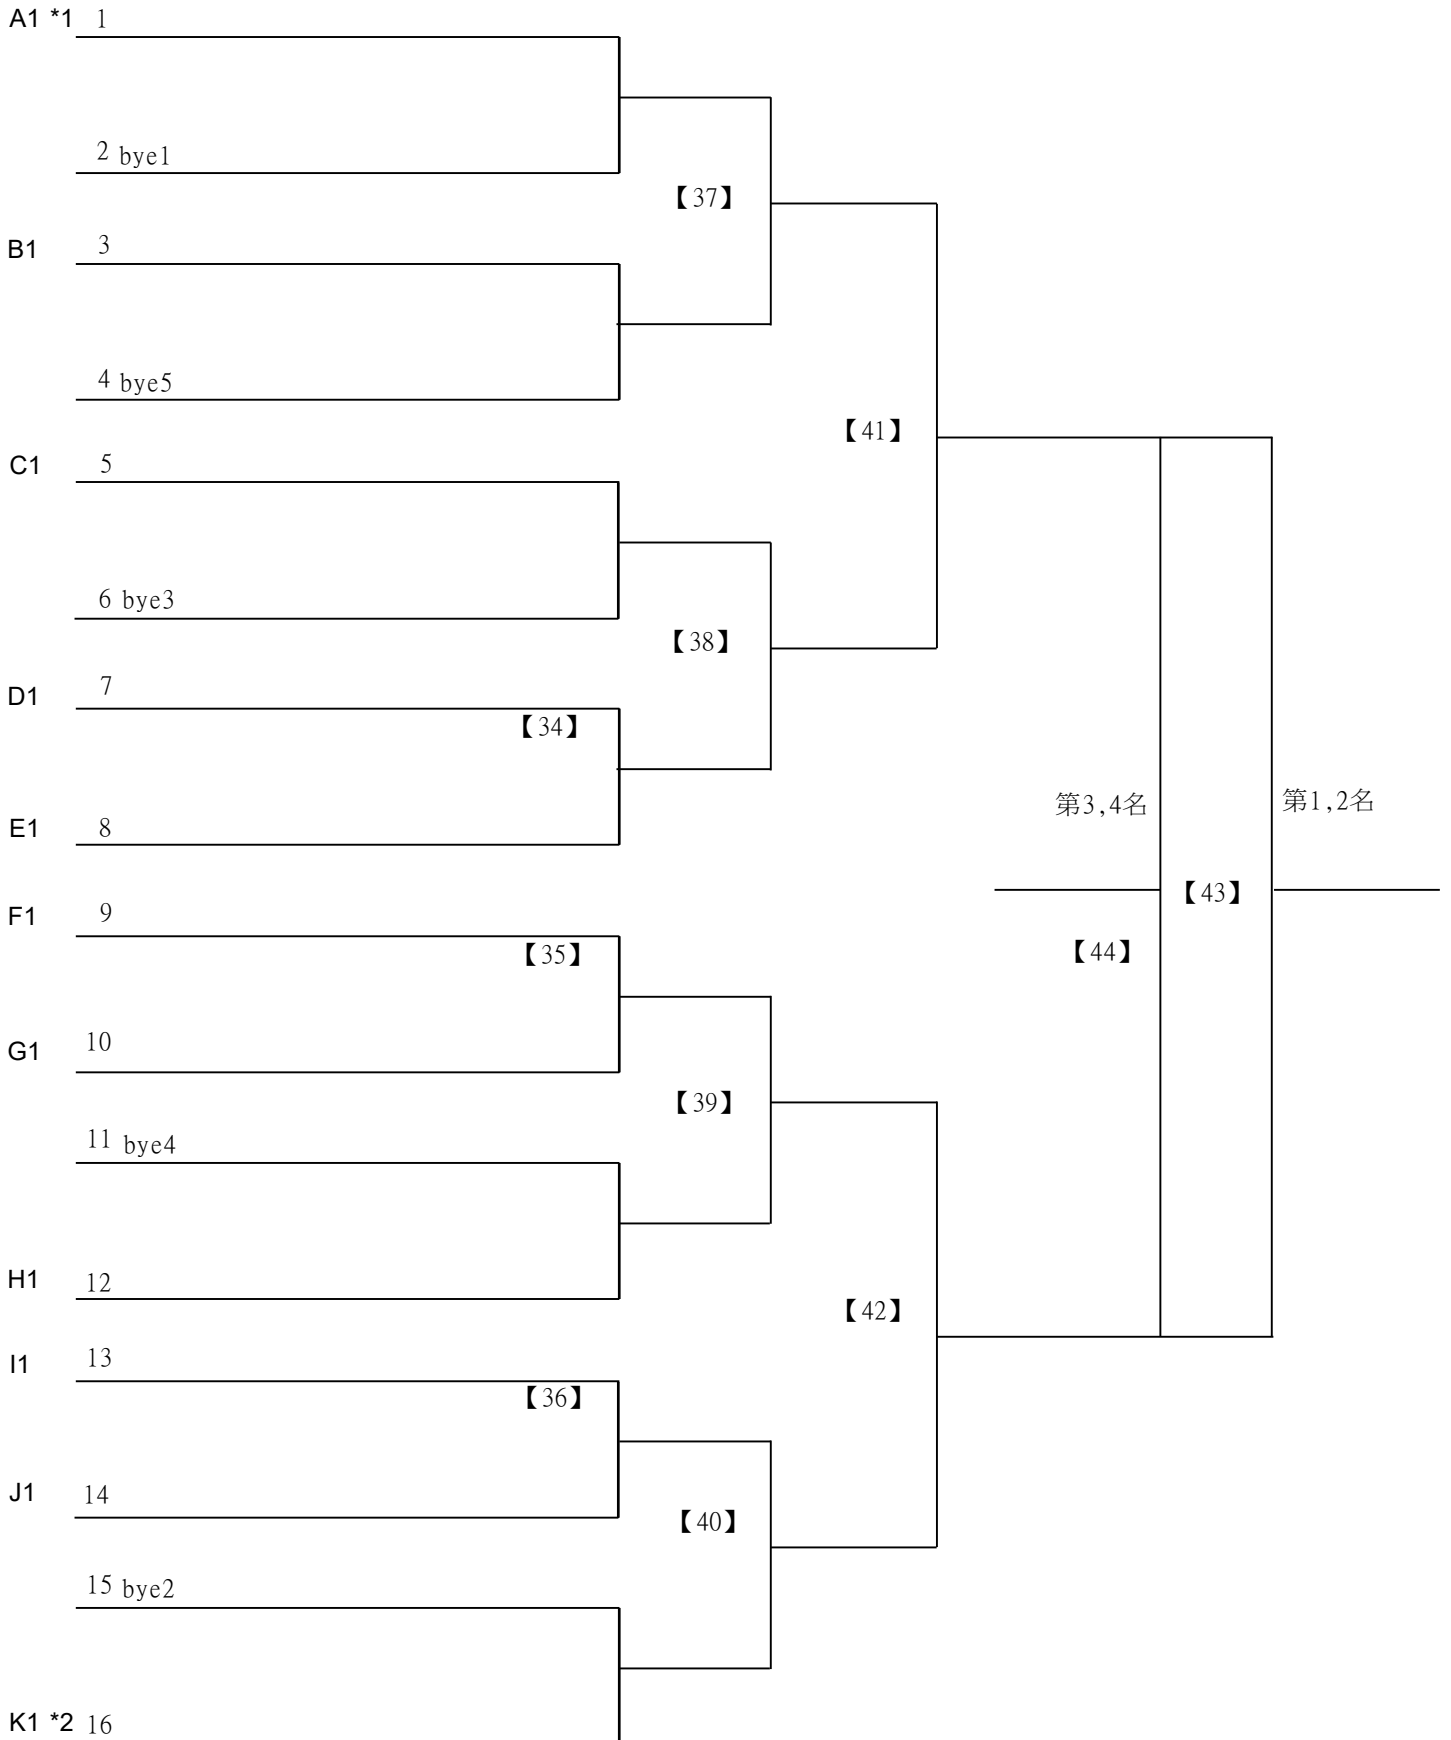 A1 *1 1
2 bye1
【37】
B1 3
4 bye5
【41】
C1 5
6 bye3
【38】
D1 7
【34】
第3,4名 第1,2名
E1 8
【43】
F1 9
【35】 【44】
G1 10
【39】
11 bye4
H1 12
【42】
I1 13
【36】
J1 14
【40】
15 bye2
K1 *2 16